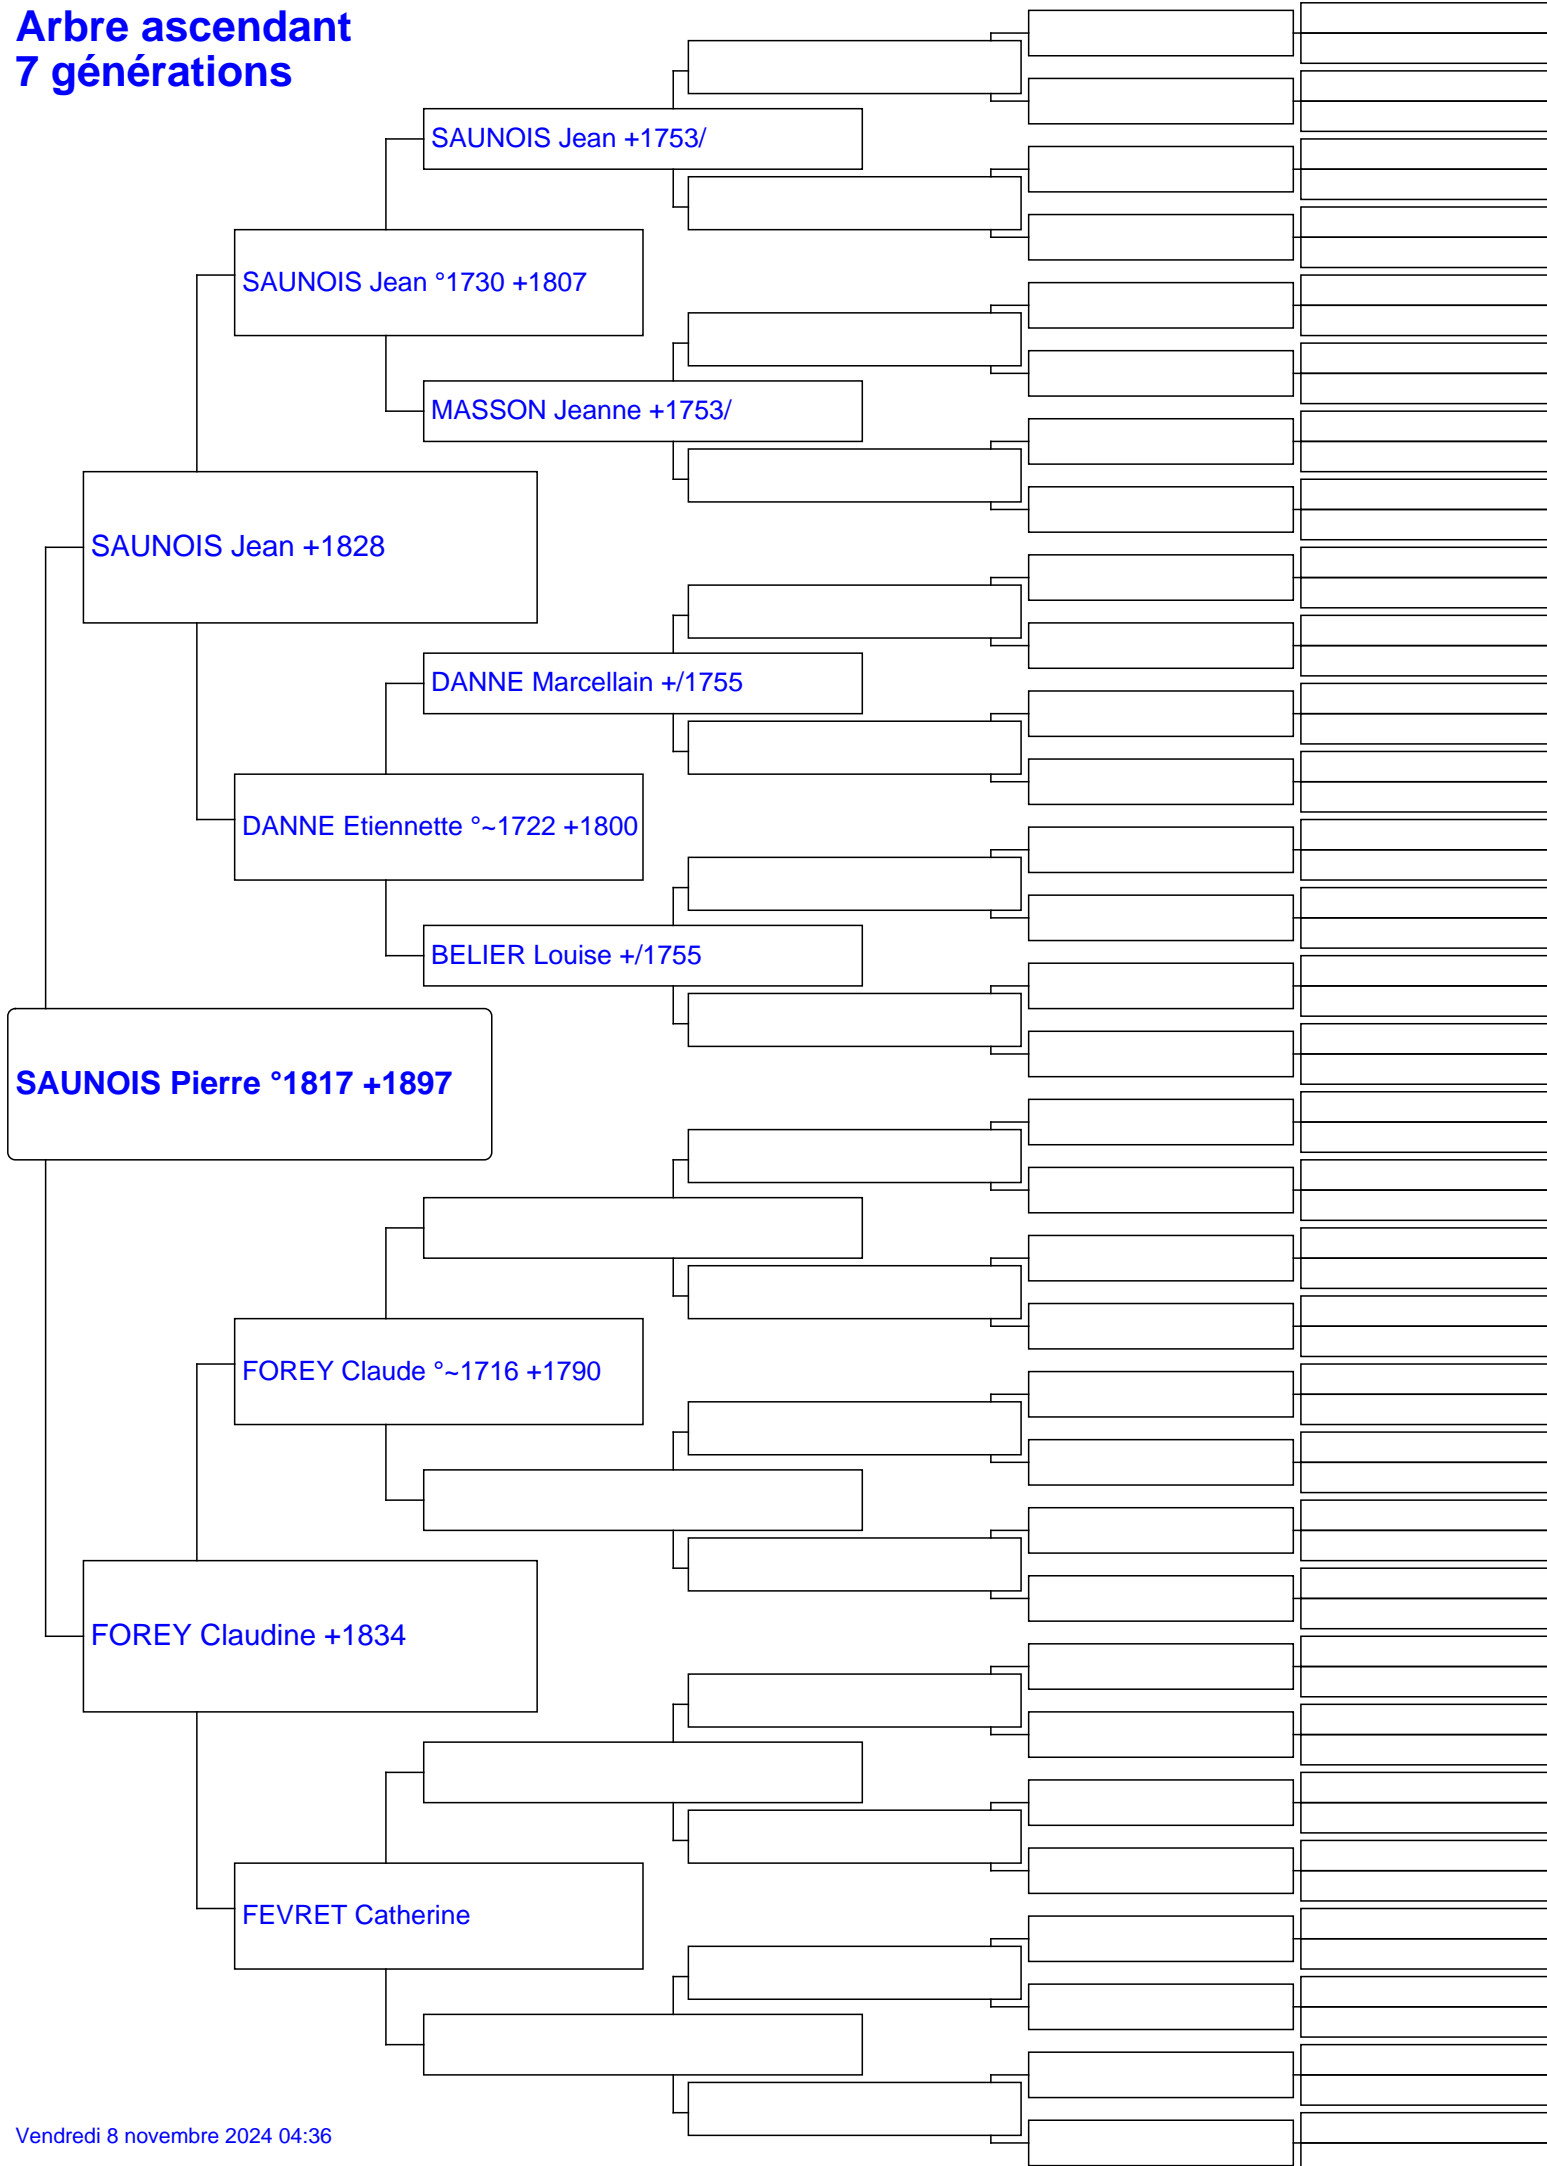 Arbre ascendant
7 générations
SAUNOIS Jean +1753/
SAUNOIS Jean °1730 +1807
MASSON Jeanne +1753/
SAUNOIS Jean +1828
DANNE Marcellain +/1755
DANNE Etiennette °~1722 +1800
BELIER Louise +/1755
SAUNOIS Pierre °1817 +1897
FOREY Claude °~1716 +1790
FOREY Claudine +1834
FEVRET Catherine
Vendredi 8 novembre 2024 04:36